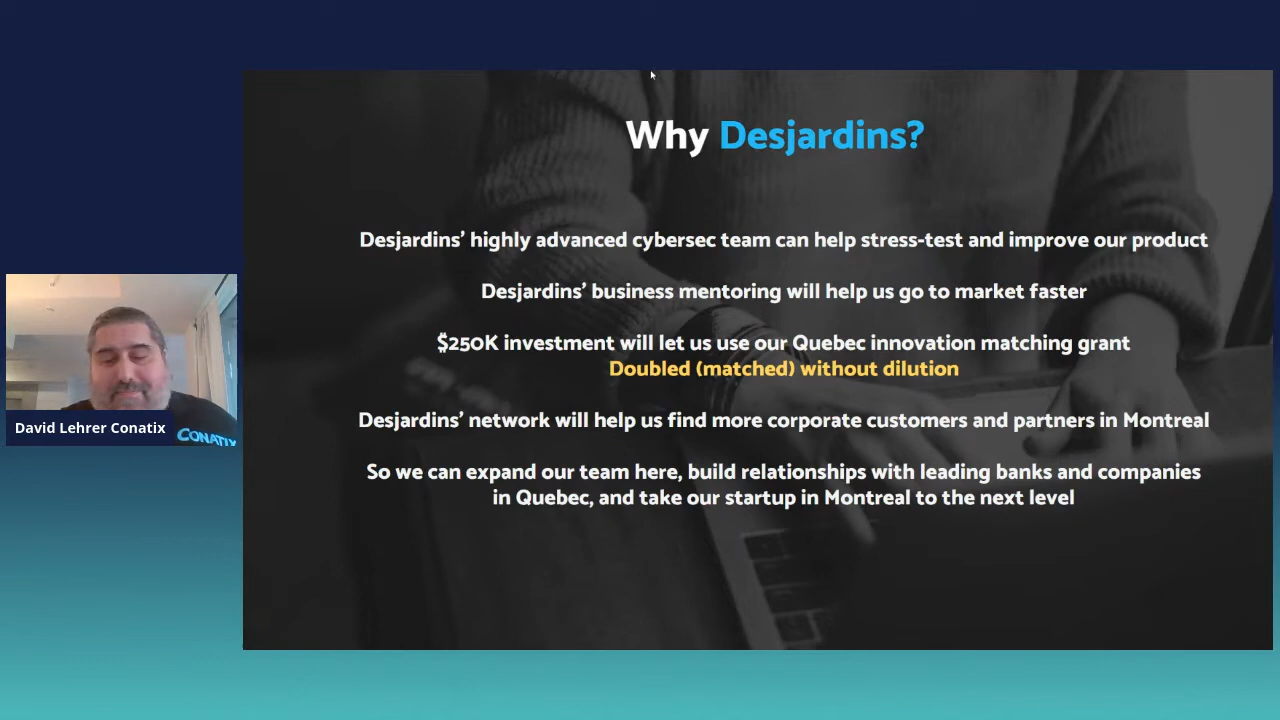 Why Desjardins?
Desjardins’ highly advanced cybersec team can help stress-test and improve our product
Desjardins’ business mentoring will help us go to market faster
$250K investment will let us use our Quebec innovation matching grant
Doubled (matched) without dilution
Desjardins’ network will help us find more corporate customers and partners in Montreal
So we can expand our team here, build relationships with leading banks and companies
in Quebec, and take our startup in Montreal to the next level
David Lehrer Conatix
CONATIX